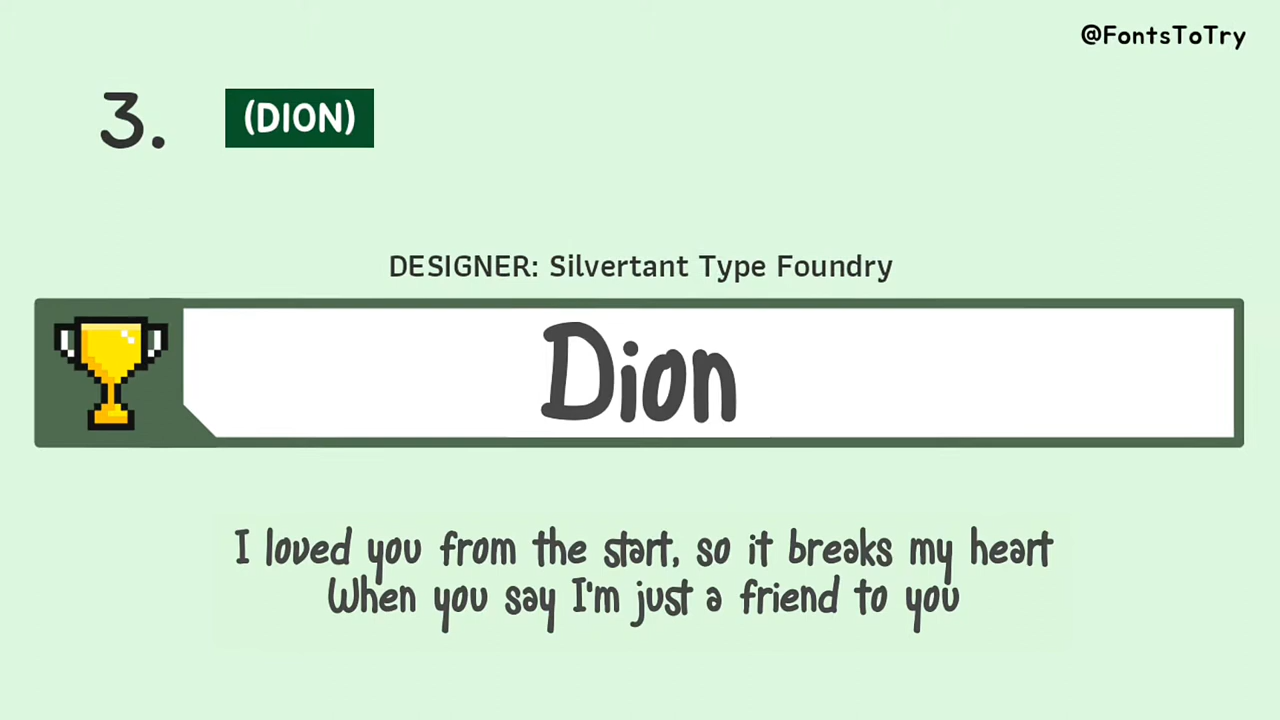 @FontsToTry
3. (DION)
DESIGNER: Silvertant Type Foundry
Dion
I loved you from the start, so it breaks my heart
When you say I'm just a friend to you